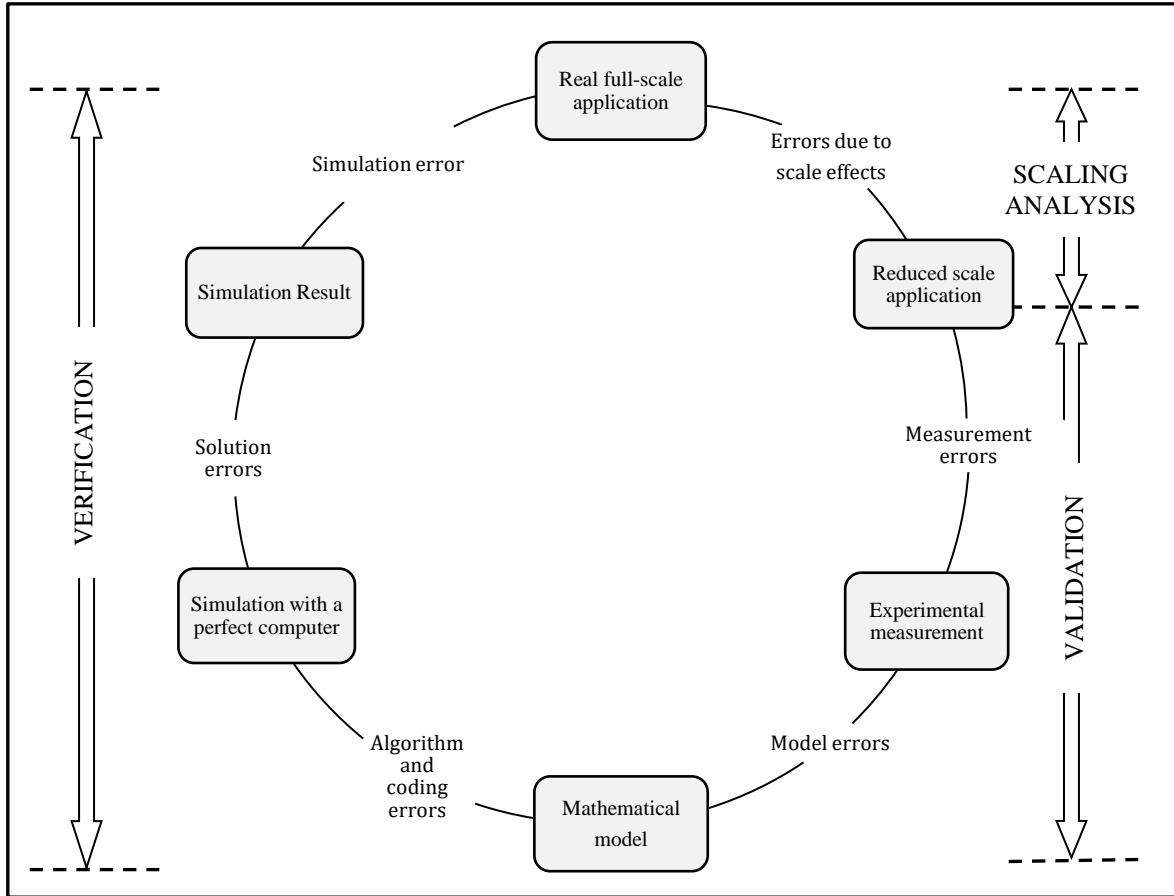 Real full-scale
application
Simulation error
Errors due to
scale effects
SCALING
ANALYSIS
Simulation Result
Reduced scale
application
VERIFICATION
Solution
errors
Measurement
errors
VALIDATION
Simulation with a
perfect computer
Experimental
measurement
Algorithm
and
coding
errors
Model errors
Mathematical
model